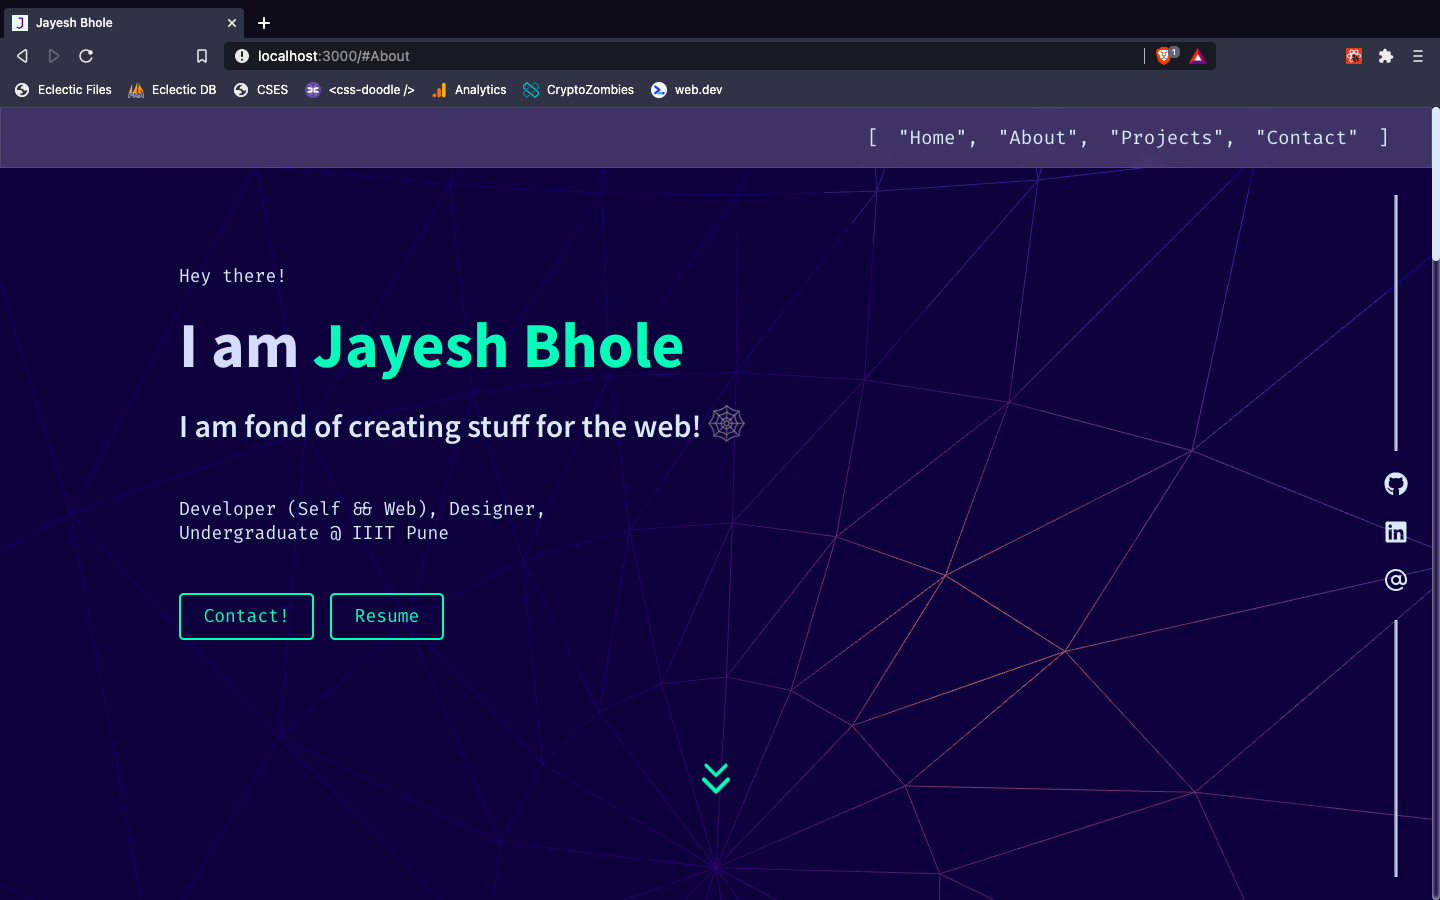 J Jayesh Bhole
localhost:3000/#About
1
Eclectic Files Eclectic DB CSES <css-doodle /> Analytics CryptoZombies web.dev
[ "Home", "About", "Projects", "Contact" ]
Hey there!
I am Jayesh Bhole
I am fond of creating stuff for the web!
Developer (Self && Web), Designer,
Undergraduate @ IIIT Pune
Contact! Resume
in
@